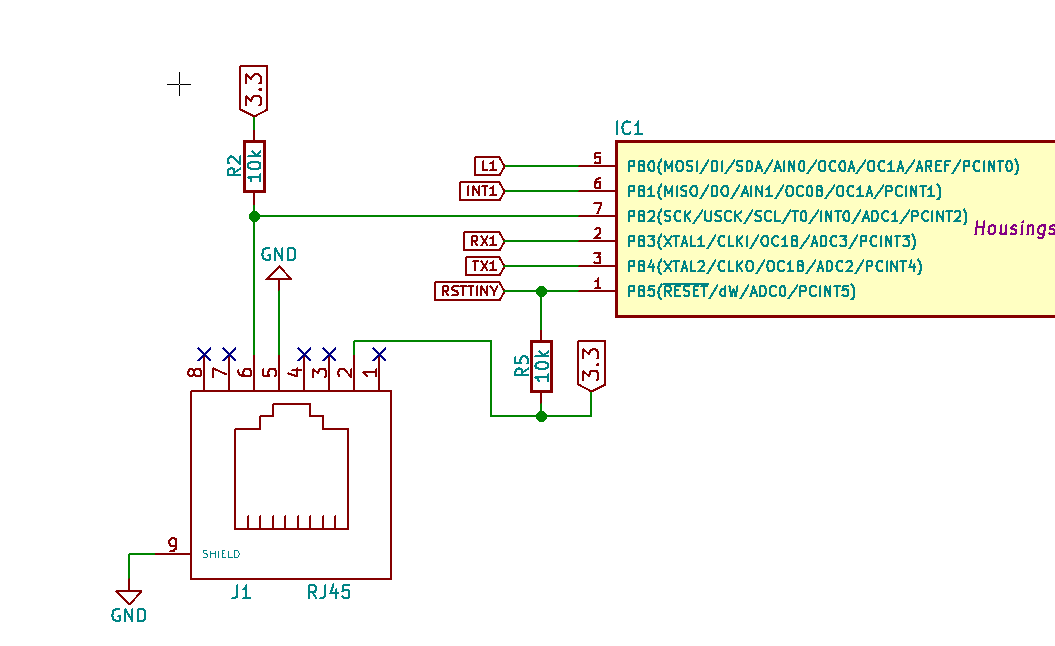 3.3
R2
10k
GND
IC1
L1
5
PB0(MOSI/DI/SDA/AIN0/OC0A/OC1A/AREF/PCINT0)
INT1
6
PB1(MISO/DO/AIN1/OC0B/OC1A/PCINT1)
7
PB2(SCK/USCK/SCL/T0/INT0/ADC1/PCINT2)
Housings
RX1
2
PB3(XTAL1/CLKI/OC1B/ADC3/PCINT3)
TX1
3
PB4(XTAL2/CLKO/OC1B/ADC2/PCINT4)
RSTTINY
1
PB5(RESET/dW/ADC0/PCINT5)
R5
10k
3.3
8 7 6 5 4 3 2 1
9
SHIELD
J1
RJ45
GND